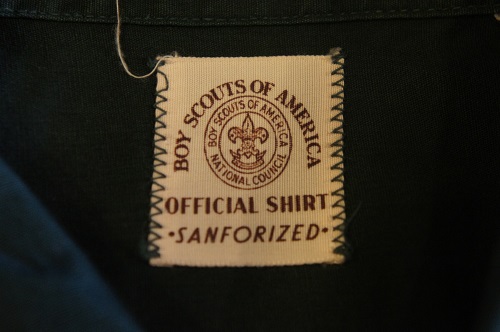 BOY SCOUTS OF AMERICA
BOY SCOUTS OF AMERICA
NATIONAL COUNCIL
OFFICIAL SHIRT
•SANFORIZED•